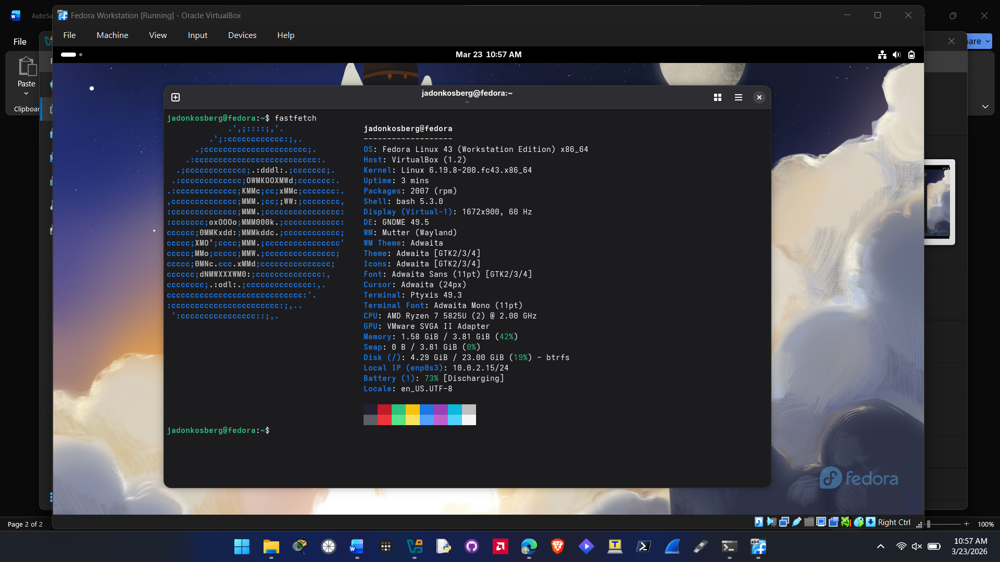 AutoSa
Fedora Workstation [Running] - Oracle VirtualBox
File
File Machine View Input Devices Help
are
Mar 23 10:57 AM
Paste
Clipboar
jadonkosberg@fedora:~
~
jadonkosberg@fedora:~$ fastfetch
.',;::::;,'. jadonkosberg@fedora
.';:cccccccccccc:;,. -------------------
.;cccccccccccccccccccccc;. OS: Fedora Linux 43 (Workstation Edition) x86_64
.:cccccccccccccccccccccccccc:. Host: VirtualBox (1.2)
.;ccccccccccccc;.:dddl:.;ccccccc;. Kernel: Linux 6.19.8-200.fc43.x86_64
.:ccccccccccccc;OWMKOOXMWd;ccccccc:. Uptime: 3 mins
.:ccccccccccccc;KMMc;cc;xMMc;ccccccc:. Packages: 2007 (rpm)
,cccccccccccccc;MMM.;cc;;WW:;cccccccc, Shell: bash 5.3.0
:cccccccccccccc;MMM.;cccccccccccccccc: Display (Virtual-1): 1672x900, 60 Hz
:ccccccc;oxOOOo;MMM000k.;cccccccccccc: DE: GNOME 49.5
cccccc;0MMKxdd:;MMMkddc.;cccccccccccc; WM: Mutter (Wayland)
ccccc;XMO';cccc;MMM.;cccccccccccccccc' WM Theme: Adwaita
ccccc;MMo;ccccc;MMW.;ccccccccccccccc; Theme: Adwaita [GTK2/3/4]
ccccc;0MNc.ccc.xMMd;ccccccccccccccc; Icons: Adwaita [GTK2/3/4]
cccccc;dNMWXXXWM0:;cccccccccccccc:, Font: Adwaita Sans (11pt) [GTK2/3/4]
cccccccc;.:odl:.;cccccccccccccc:,. Cursor: Adwaita (24px)
ccccccccccccccccccccccccccccc:'. Terminal: Ptyxis 49.3
:ccccccccccccccccccccccc:;,.. Terminal Font: Adwaita Mono (11pt)
':cccccccccccccccc::;,. CPU: AMD Ryzen 7 5825U (2) @ 2.00 GHz
GPU: VMware SVGA II Adapter
Memory: 1.58 GiB / 3.81 GiB (42%)
Swap: 0 B / 3.81 GiB (0%)
Disk (/): 4.29 GiB / 23.00 GiB (19%) - btrfs
Local IP (enp0s3): 10.0.2.15/24
Battery (1): 73% [Discharging]
Locale: en_US.UTF-8
jadonkosberg@fedora:~$
fedora
Page 2 of 2
Right Ctrl
100%
10:57 AM
3/23/2026